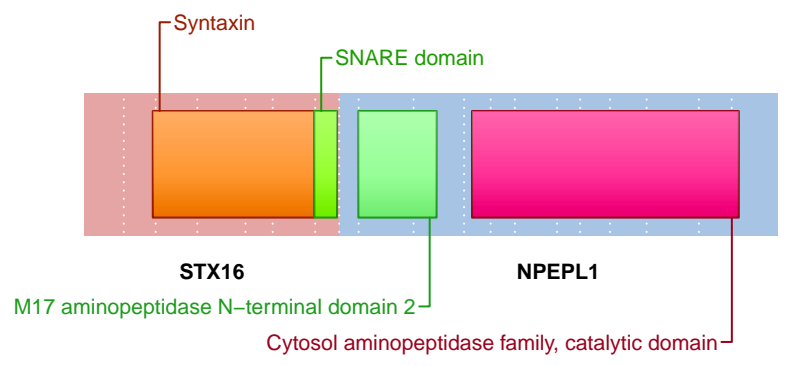 Syntaxin
SNARE domain
STX16
NPEPL1
M17 aminopeptidase N−terminal domain 2
Cytosol aminopeptidase family, catalytic domain